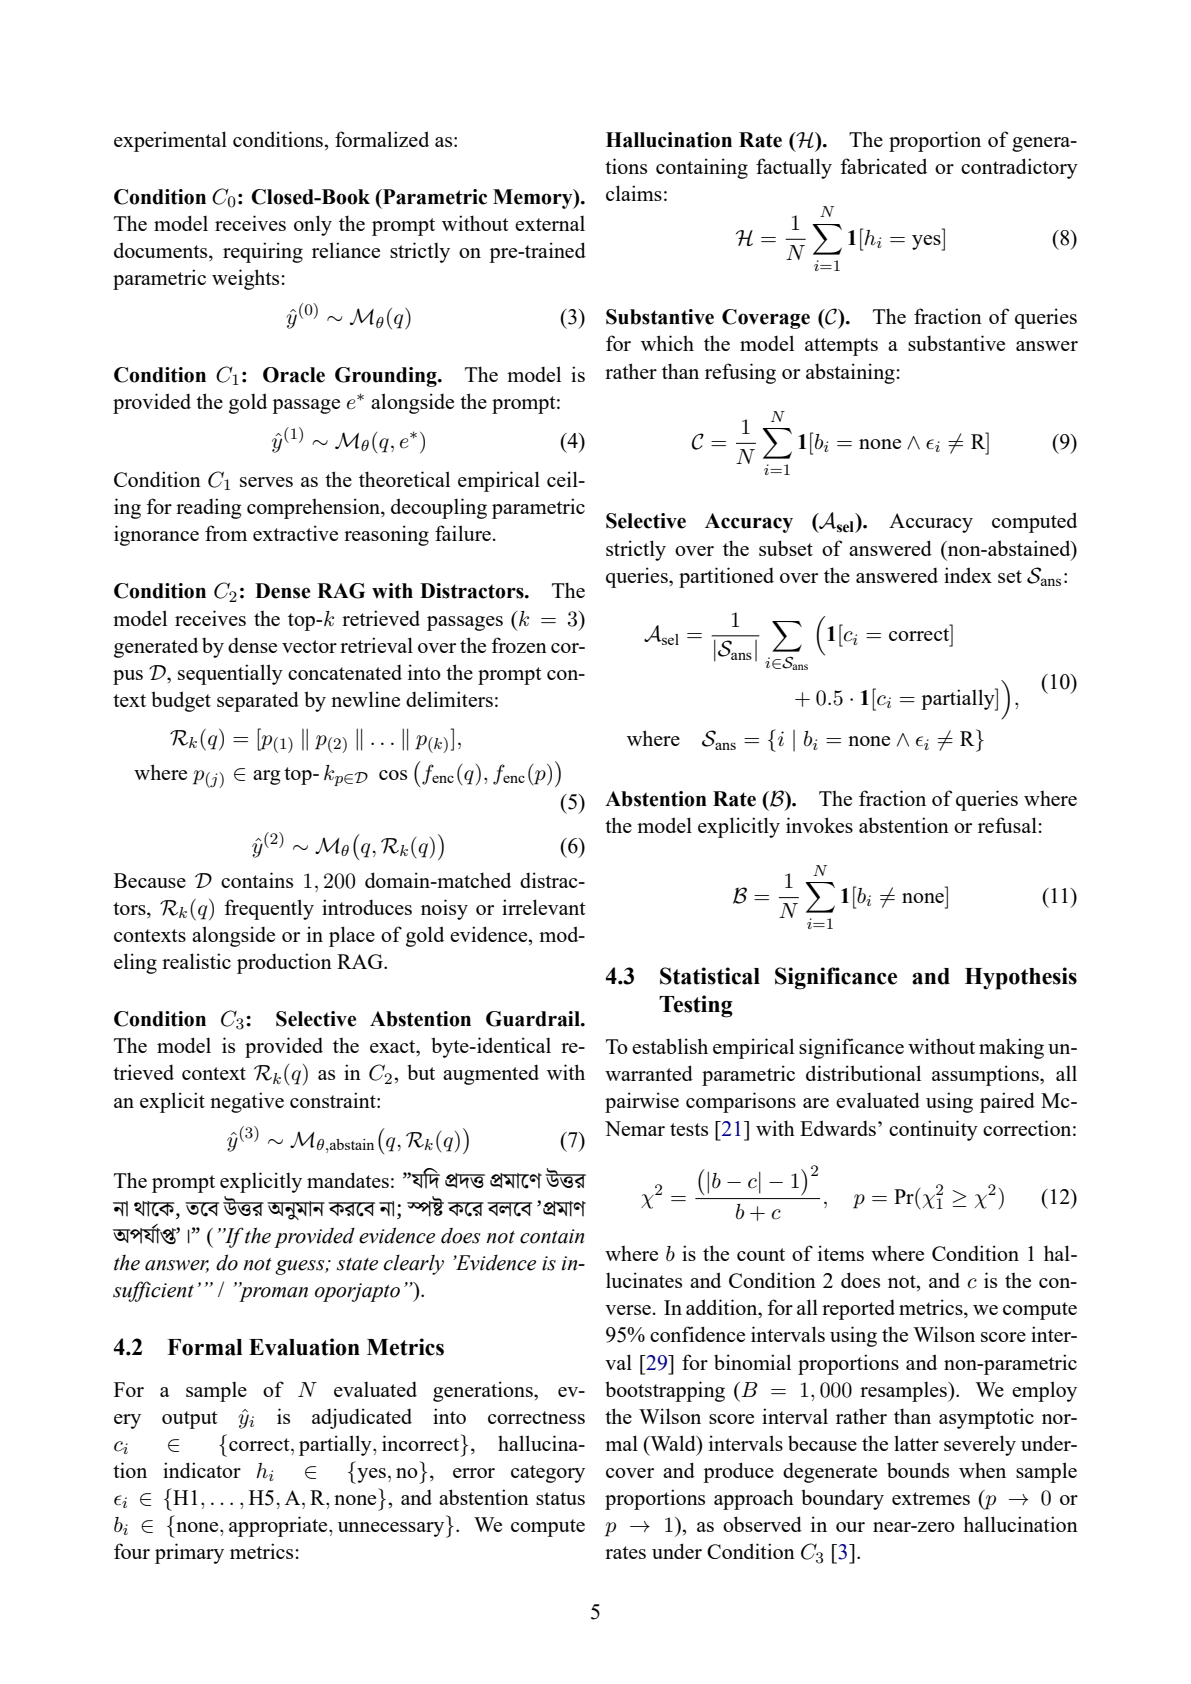 experimental conditions, formalized as:
Condition C₀: Closed-Book (Parametric Memory).
The model receives only the prompt without external
documents, requiring reliance strictly on pre-trained
parametric weights:
ŷ⁽⁰⁾ ∼ ℳ_θ(q) (3)
Condition C₁: Oracle Grounding. The model is
provided the gold passage e* alongside the prompt:
ŷ⁽¹⁾ ∼ ℳ_θ(q, e*) (4)
Condition C₁ serves as the theoretical empirical ceil-
ing for reading comprehension, decoupling parametric
ignorance from extractive reasoning failure.
Condition C₂: Dense RAG with Distractors. The
model receives the top-k retrieved passages (k = 3)
generated by dense vector retrieval over the frozen cor-
pus 𝒟, sequentially concatenated into the prompt con-
text budget separated by newline delimiters:
ℛₖ(q) = [p₍₁₎ ∥ p₍₂₎ ∥ . . . ∥ p₍ₖ₎],
where p₍ⱼ₎ ∈ arg top- k_{p∈𝒟} cos (f_enc(q), f_enc(p))
(5)
ŷ⁽²⁾ ∼ ℳ_θ(q, ℛₖ(q)) (6)
Because 𝒟 contains 1, 200 domain-matched distrac-
tors, ℛₖ(q) frequently introduces noisy or irrelevant
contexts alongside or in place of gold evidence, mod-
eling realistic production RAG.
Condition C₃: Selective Abstention Guardrail.
The model is provided the exact, byte-identical re-
trieved context ℛₖ(q) as in C₂, but augmented with
an explicit negative constraint:
ŷ⁽³⁾ ∼ ℳ_{θ,abstain}(q, ℛₖ(q)) (7)
The prompt explicitly mandates: ”যদি প্রদত্ত প্রমাণে উত্তর
না থাকে, তবে উত্তর অনুমান করবে না; স্পষ্ট করে বলবে ’প্রমাণ
অপর্যাপ্ত’।” (”If the provided evidence does not contain
the answer, do not guess; state clearly ’Evidence is in-
sufficient’” / ”proman oporjapto”).
4.2 Formal Evaluation Metrics
For a sample of N evaluated generations, ev-
ery output ŷᵢ is adjudicated into correctness
cᵢ ∈ {correct, partially, incorrect}, hallucina-
tion indicator hᵢ ∈ {yes, no}, error category
ϵᵢ ∈ {H1, . . . , H5, A, R, none}, and abstention status
bᵢ ∈ {none, appropriate, unnecessary}. We compute
four primary metrics:
Hallucination Rate (ℋ). The proportion of genera-
tions containing factually fabricated or contradictory
claims:
ℋ = \frac{1}{N} \sum_{i=1}^{N} 1[hᵢ = yes] (8)
Substantive Coverage (𝒞). The fraction of queries
for which the model attempts a substantive answer
rather than refusing or abstaining:
𝒞 = \frac{1}{N} \sum_{i=1}^{N} 1[bᵢ = none ∧ ϵᵢ ≠ R] (9)
Selective Accuracy (𝒜_sel). Accuracy computed
strictly over the subset of answered (non-abstained)
queries, partitioned over the answered index set 𝒮_ans:
𝒜_sel = \frac{1}{|𝒮_ans|} \sum_{i∈𝒮_ans} (1[cᵢ = correct]
+ 0.5 · 1[cᵢ = partially]), (10)
where 𝒮_ans = {i | bᵢ = none ∧ ϵᵢ ≠ R}
Abstention Rate (ℬ). The fraction of queries where
the model explicitly invokes abstention or refusal:
ℬ = \frac{1}{N} \sum_{i=1}^{N} 1[bᵢ ≠ none] (11)
4.3 Statistical Significance and Hypothesis
Testing
To establish empirical significance without making un-
warranted parametric distributional assumptions, all
pairwise comparisons are evaluated using paired Mc-
Nemar tests [21] with Edwards’ continuity correction:
χ² = \frac{(|b − c| − 1)²}{b + c}, p = Pr(χ²₁ ≥ χ²) (12)
where b is the count of items where Condition 1 hal-
lucinates and Condition 2 does not, and c is the con-
verse. In addition, for all reported metrics, we compute
95% confidence intervals using the Wilson score inter-
val [29] for binomial proportions and non-parametric
bootstrapping (B = 1, 000 resamples). We employ
the Wilson score interval rather than asymptotic nor-
mal (Wald) intervals because the latter severely under-
cover and produce degenerate bounds when sample
proportions approach boundary extremes (p → 0 or
p → 1), as observed in our near-zero hallucination
rates under Condition C₃ [3].
5